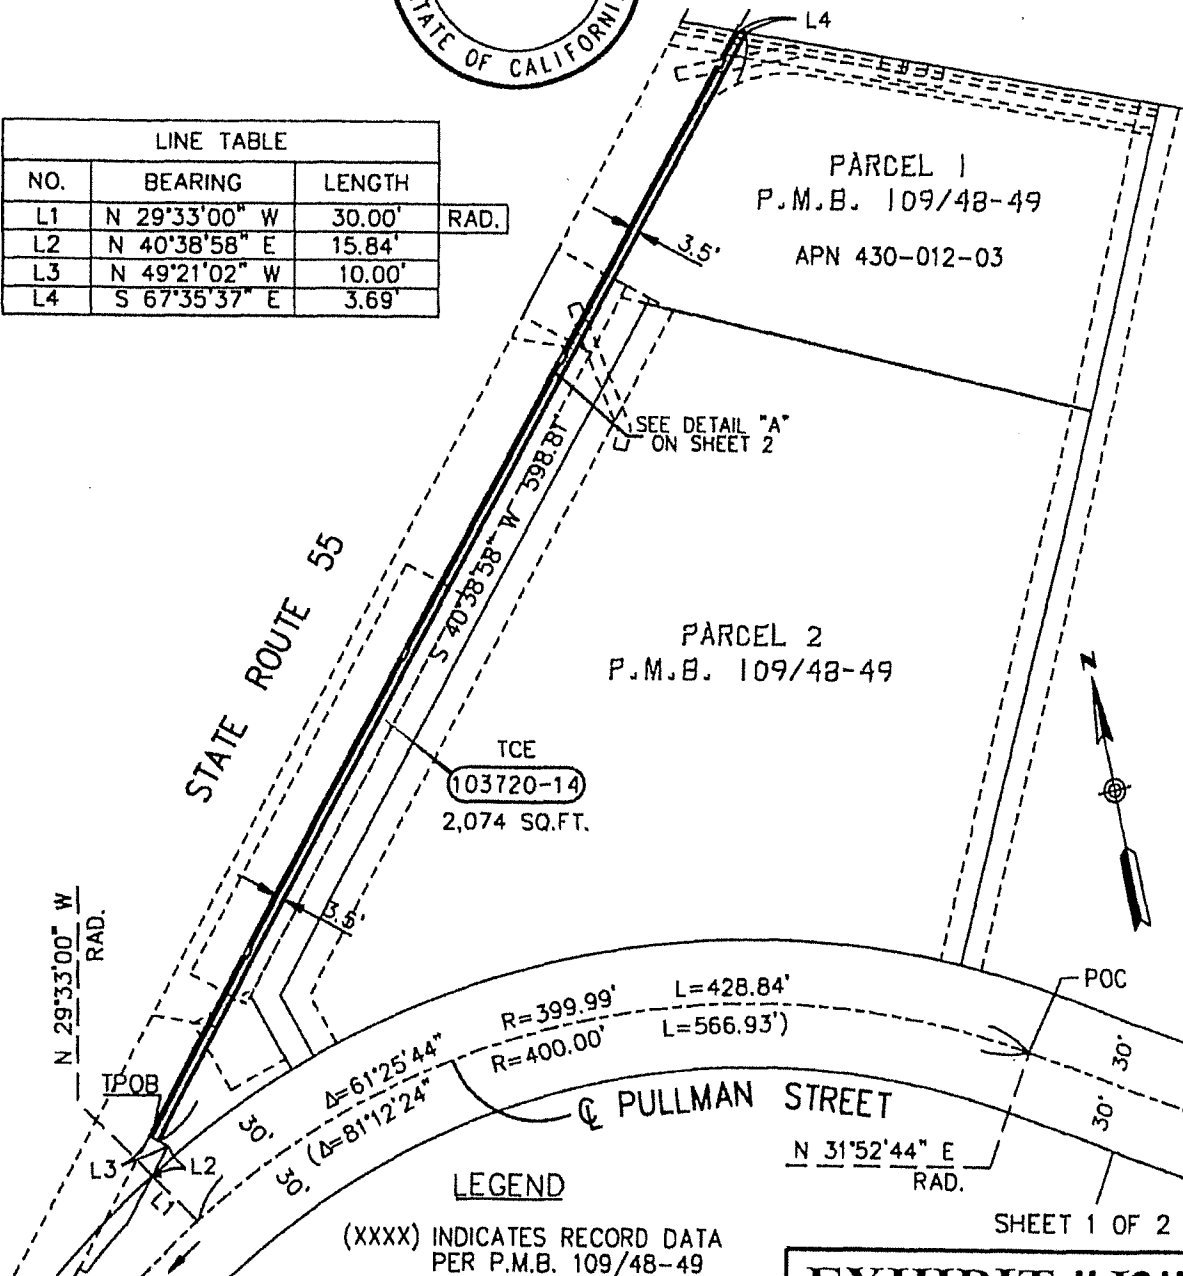 STATE OF CALIFORNI
L4
LINE TABLE
NO. BEARING LENGTH
L1 N 29°33'00" W 30.00' RAD.
L2 N 40°38'58" E 15.84'
L3 N 49°21'02" W 10.00'
L4 S 67°35'37" E 3.69'
PARCEL 1
P.M.B. 109/48-49
APN 430-012-03
3.5'
SEE DETAIL "A"
ON SHEET 2
S 40°38'58" W 598.81'
STATE ROUTE 55
PARCEL 2
P.M.B. 109/48-49
N
TCE
103720-14
2,074 SQ.FT.
3.5'
N 29°33'00" W
RAD.
POC
R=399.99' L=428.84'
R=400.00' L=566.93')
Δ=61°25'44"
(Δ=81°12'24"
30'
30'
30'
30'
TPOB
℄ PULLMAN STREET
N 31°52'44" E
RAD.
L3
L2
L1
LEGEND
(XXXX) INDICATES RECORD DATA
PER P.M.B. 109/48-49
SHEET 1 OF 2